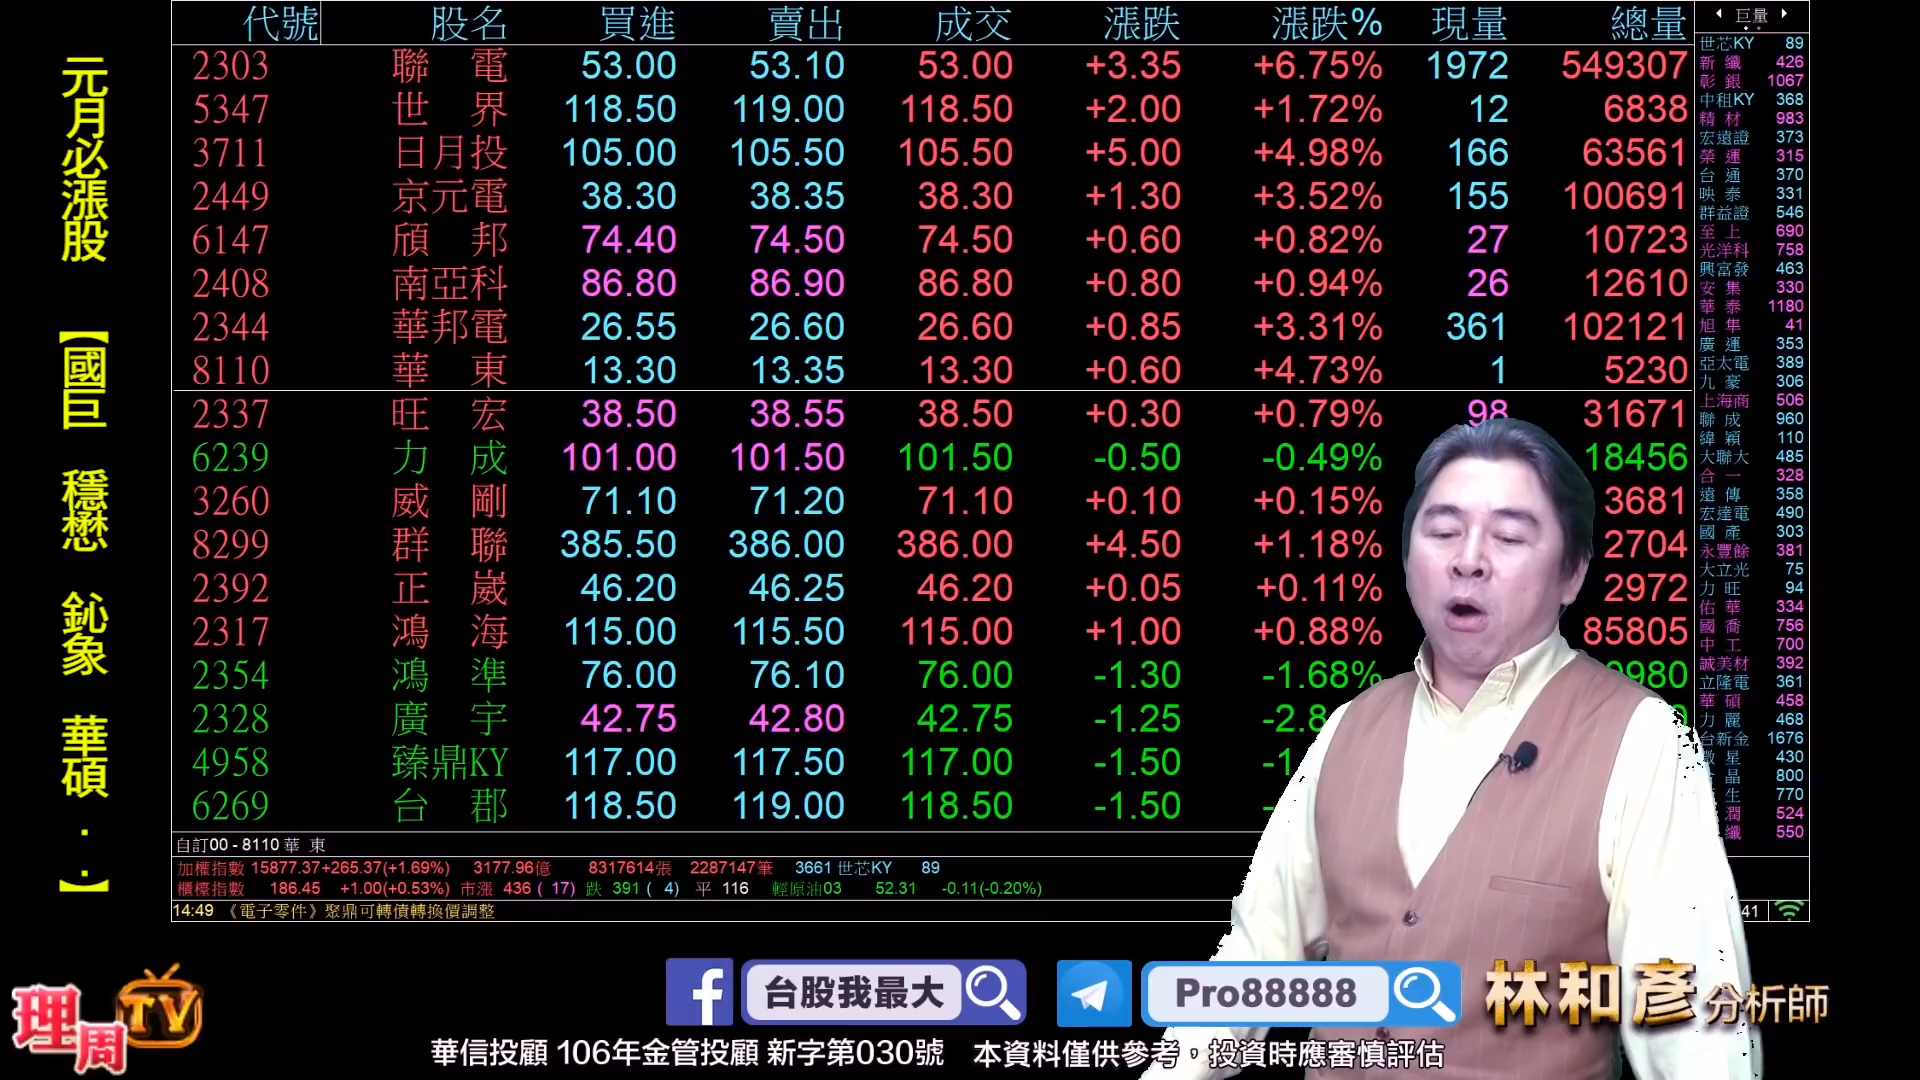 元月必漲股 【國巨 穩懋 鈊象 華碩..】
代號 股名 買進 賣出 成交 漲跌 漲跌% 現量 總量
2303 聯電 53.00 53.10 53.00 +3.35 +6.75% 1972 549307
5347 世界 118.50 119.00 118.50 +2.00 +1.72% 12 6838
3711 日月投 105.00 105.50 105.50 +5.00 +4.98% 166 63561
2449 京元電 38.30 38.35 38.30 +1.30 +3.52% 155 100691
6147 頎邦 74.40 74.50 74.50 +0.60 +0.82% 27 10723
2408 南亞科 86.80 86.90 86.80 +0.80 +0.94% 26 12610
2344 華邦電 26.55 26.60 26.60 +0.85 +3.31% 361 102121
8110 華東 13.30 13.35 13.30 +0.60 +4.73% 1 5230
2337 旺宏 38.50 38.55 38.50 +0.30 +0.79% 98 31671
6239 力成 101.00 101.50 101.50 -0.50 -0.49% 18456
3260 威剛 71.10 71.20 71.10 +0.10 +0.15% 3681
8299 群聯 385.50 386.00 386.00 +4.50 +1.18% 2704
2392 正崴 46.20 46.25 46.20 +0.05 +0.11% 2972
2317 鴻海 115.00 115.50 115.00 +1.00 +0.88% 85805
2354 鴻準 76.00 76.10 76.00 -1.30 -1.68% 980
2328 廣宇 42.75 42.80 42.75 -1.25 -2.8
4958 臻鼎KY 117.00 117.50 117.00 -1.50
6269 台郡 118.50 119.00 118.50 -1.50
巨量
世芯KY 89
新纖 426
彰銀 1067
中租KY 368
精材 983
宏遠證 373
榮運 315
台通 370
映泰 331
群益證 546
至上 690
光洋科 758
興富發 463
安集 330
華泰 1180
旭隼 41
廣運 353
亞太電 389
九豪 306
上海商 506
聯成 960
緯穎 110
大聯大 485
合一 328
遠傳 358
宏達電 490
國產 303
永豐餘 381
大立光 75
力旺 94
佑華 334
國喬 756
中工 700
誠美材 392
立隆電 361
華碩 458
力麗 468
台新金 1676
星 430
晶 800
生 770
潤 524
纖 550
自訂00 - 8110 華東
加權指數 15877.37+265.37(+1.69%) 3177.96億 8317614張 2287147筆 3661 世芯KY 89
櫃檯指數 186.45 +1.00(+0.53%) 市漲 436 ( 17) 跌 391 ( 4) 平 116 輕原油03 52.31 -0.11(-0.20%)
14:49 《電子零件》聚鼎可轉債轉換價調整
41
理周TV
台股我最大
Pro88888
林和彥 分析師
華信投顧 106年金管投顧 新字第030號 本資料僅供參考，投資時應審慎評估